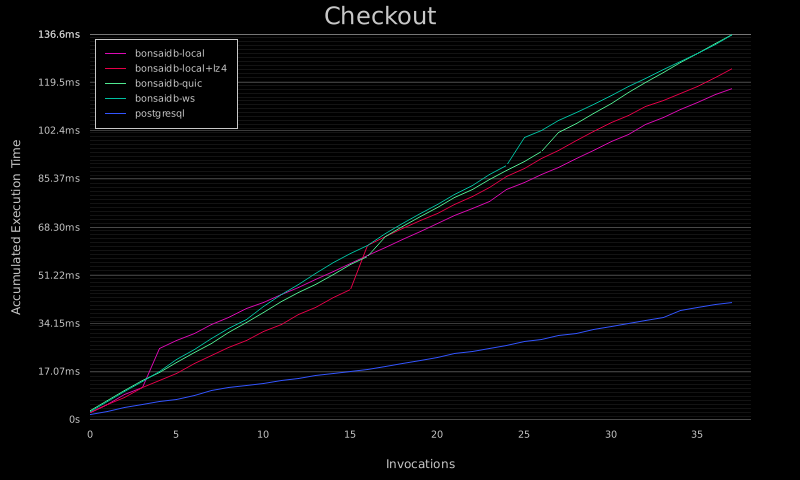 Checkout
136.6ms
119.5ms
102.4ms
85.37ms
68.30ms
51.22ms
34.15ms
17.07ms
0s
Accumulated Execution Time
bonsaidb-local
bonsaidb-local+lz4
bonsaidb-quic
bonsaidb-ws
postgresql
0 5 10 15 20 25 30 35
Invocations